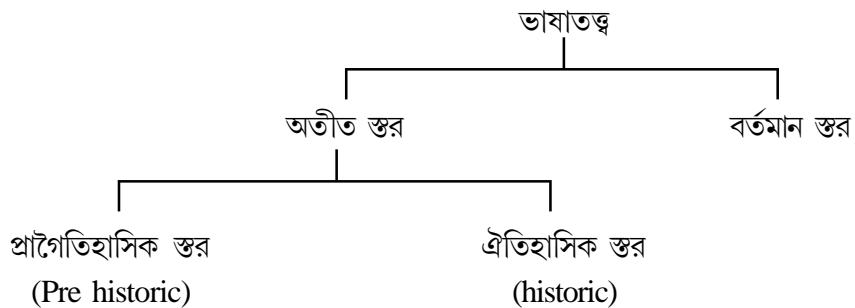 ভাষাতত্ত্ব
অতীত স্তর বর্তমান স্তর
প্রাগৈতিহাসিক স্তর ঐতিহাসিক স্তর
(Pre historic) (historic)